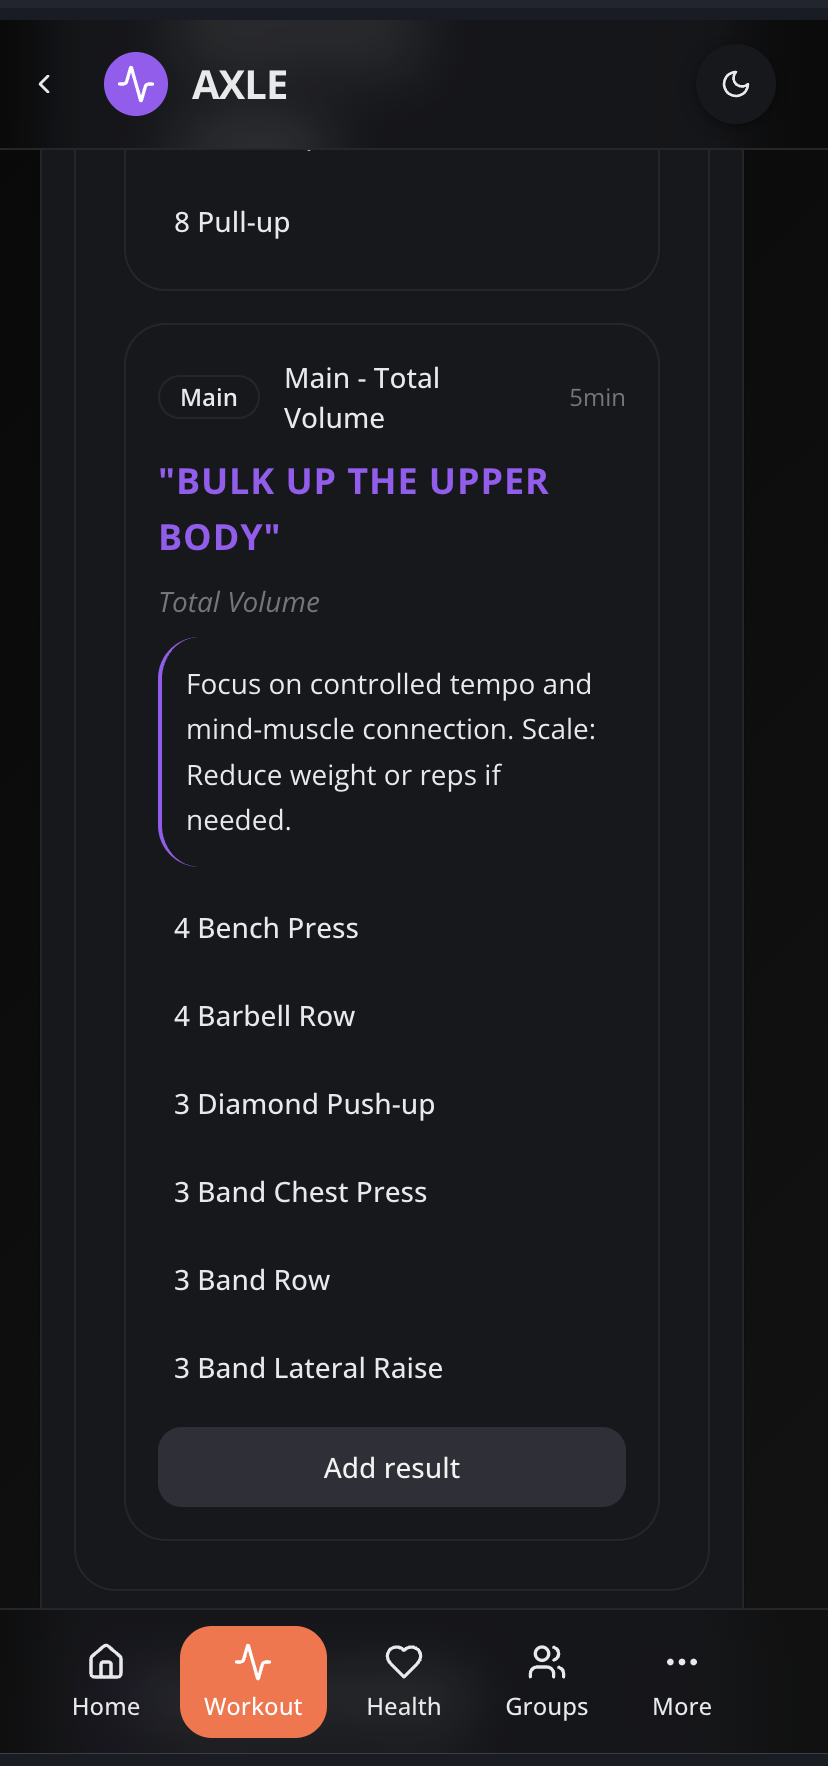 AXLE
8 Pull-up
Main
Main - Total
Volume
5min
"BULK UP THE UPPER
BODY"
Total Volume
Focus on controlled tempo and
mind-muscle connection. Scale:
Reduce weight or reps if
needed.
4 Bench Press
4 Barbell Row
3 Diamond Push-up
3 Band Chest Press
3 Band Row
3 Band Lateral Raise
Add result
Home
Workout
Health
Groups
More